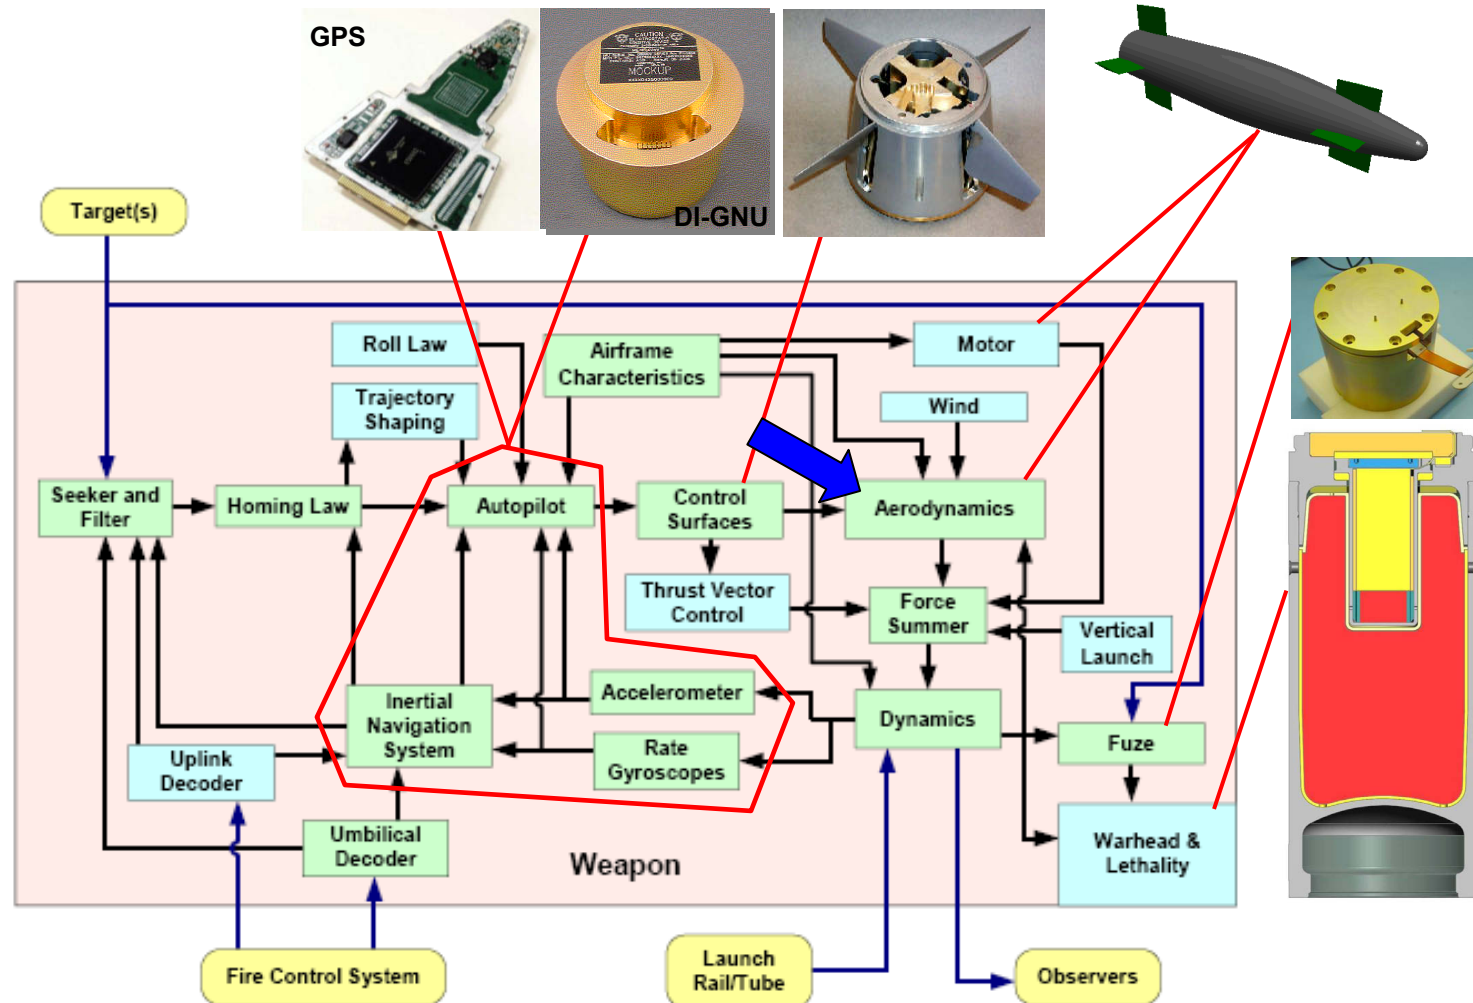 GPS
CAUTION
MOCKUP
DI-GNU
Target(s)
Roll Law
Airframe
Characteristics
Motor
Trajectory
Shaping
Wind
Seeker and
Filter
Homing Law
Autopilot
Control
Surfaces
Aerodynamics
Thrust Vector
Control
Force
Summer
Vertical
Launch
Inertial
Navigation
System
Accelerometer
Dynamics
Rate
Gyroscopes
Fuze
Uplink
Decoder
Umbilical
Decoder
Weapon
Warhead &
Lethality
Fire Control System
Launch
Rail/Tube
Observers